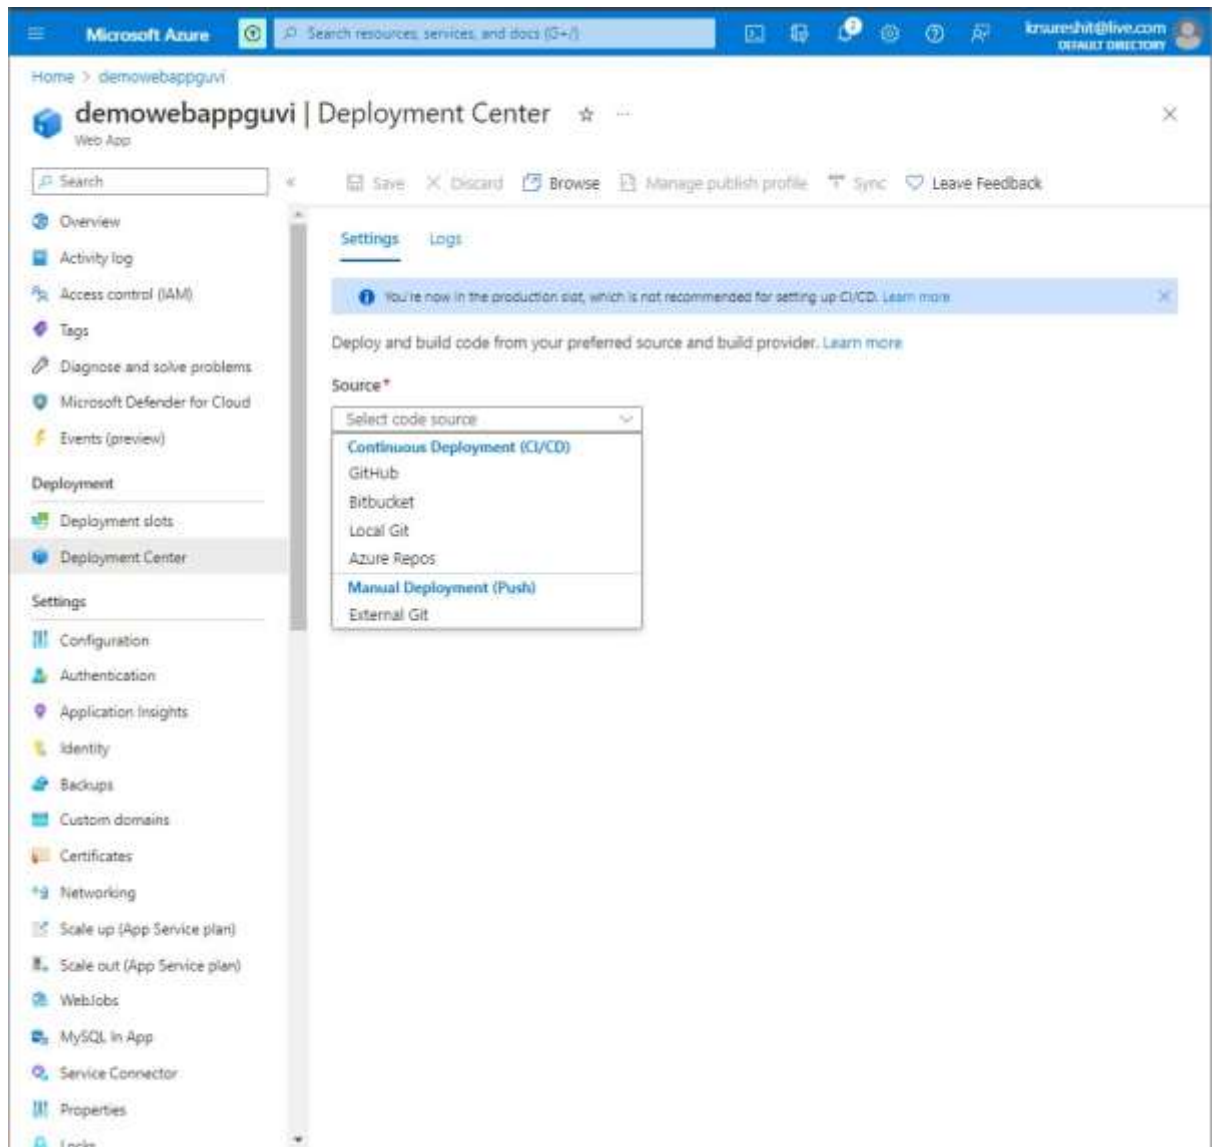 Microsoft Azure
Search resources, services, and docs (G+/)
krsureshit@live.com
DEFAULT DIRECTORY
Home > demowebappguvi
demowebappguvi | Deployment Center
Web App
Search
Save
Discard
Browse
Manage publish profile
Sync
Leave Feedback
Overview
Activity log
Access control (IAM)
Tags
Diagnose and solve problems
Microsoft Defender for Cloud
Events (preview)
Deployment
Deployment slots
Deployment Center
Settings
Configuration
Authentication
Application Insights
Identity
Backups
Custom domains
Certificates
Networking
Scale up (App Service plan)
Scale out (App Service plan)
WebJobs
MySQL In App
Service Connector
Properties
Locks
Settings Logs
You're now in the production slot, which is not recommended for setting up CI/CD. Learn more
Deploy and build code from your preferred source and build provider. Learn more
Source*
Select code source
Continuous Deployment (CI/CD)
GitHub
Bitbucket
Local Git
Azure Repos
Manual Deployment (Push)
External Git